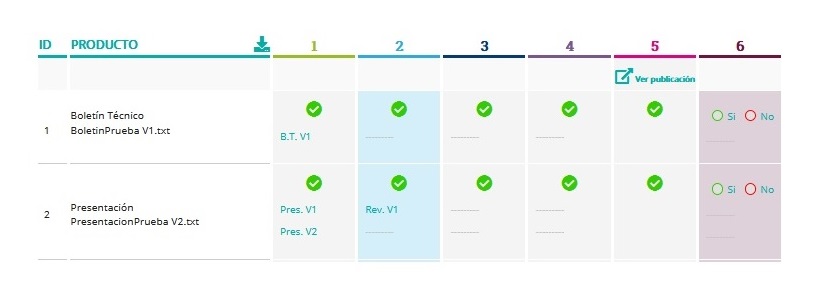 ID PRODUCTO 1 2 3 4 5 6
Ver publicación
Boletín Técnico
1 BoletinPrueba V1.txt
Si No
B.T. V1
Presentación
2 PresentacionPrueba V2.txt
Si No
Pres. V1 Rev. V1
Pres. V2